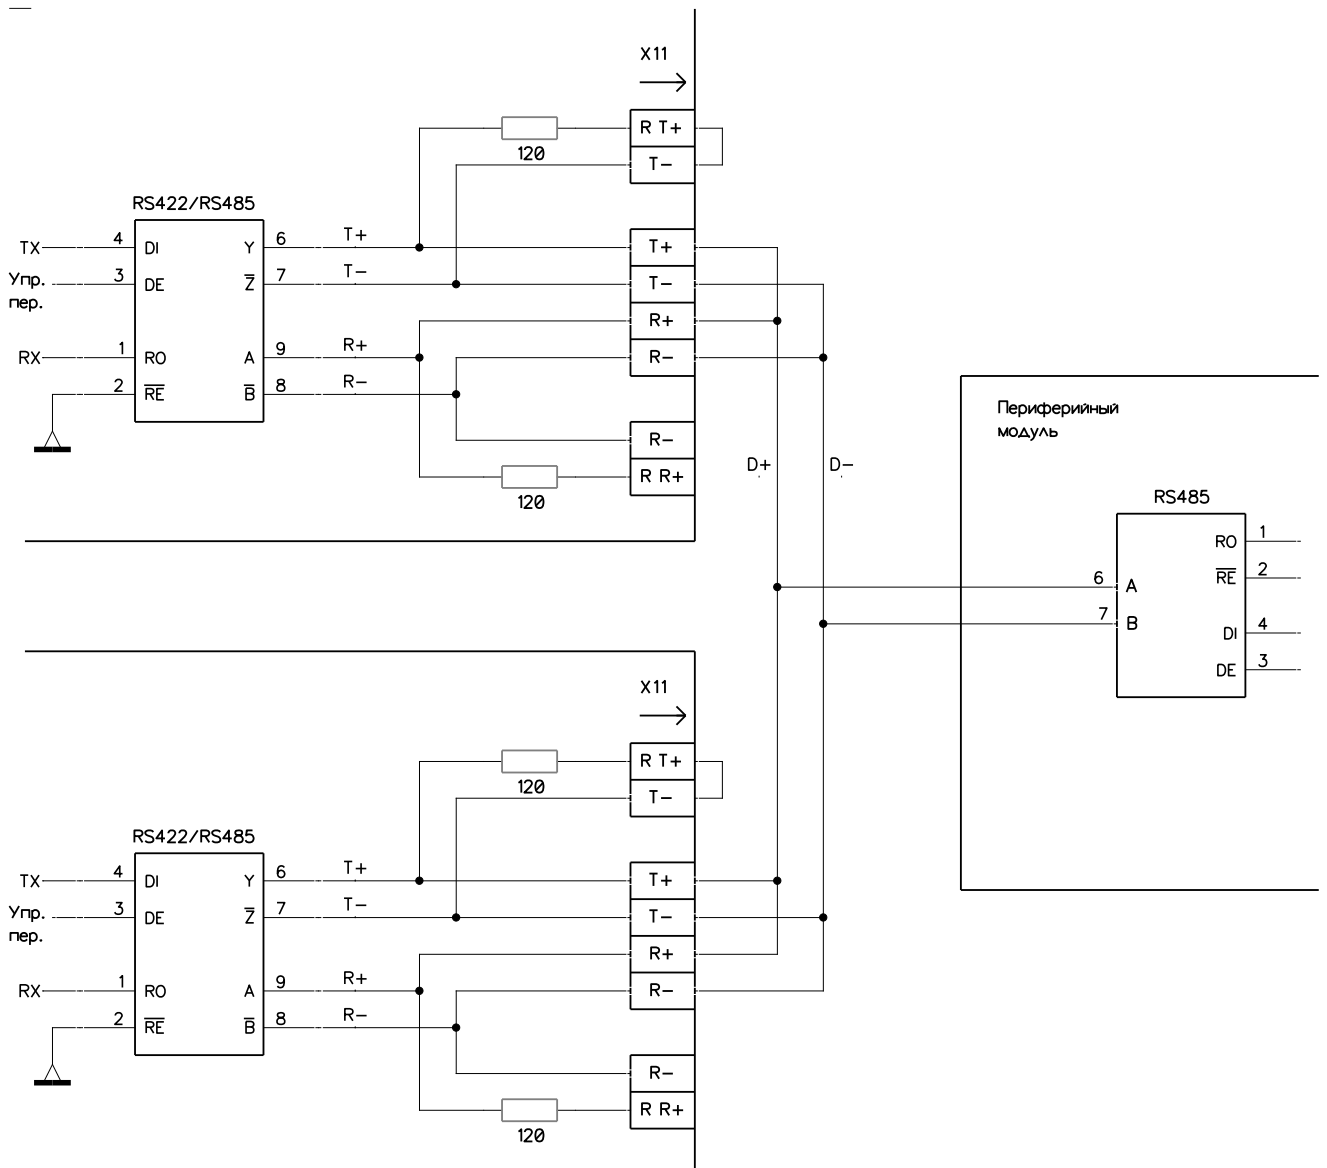 X11
R T+
120
T-
RS422/RS485
TX 4 DI Y 6 T+ T+
Упр. 3 DE Z 7 T- T-
пер.
R+
RX 1 RO A 9 R+ R-
2 RE B 8 R-
R-
R R+
120
D+ D-
Периферийный
модуль
RS485
RO 1
6 A RE 2
7 B DI 4
DE 3
X11
R T+
120
T-
RS422/RS485
TX 4 DI Y 6 T+ T+
Упр. 3 DE Z 7 T- T-
пер.
R+
RX 1 RO A 9 R+ R-
2 RE B 8 R-
R-
R R+
120